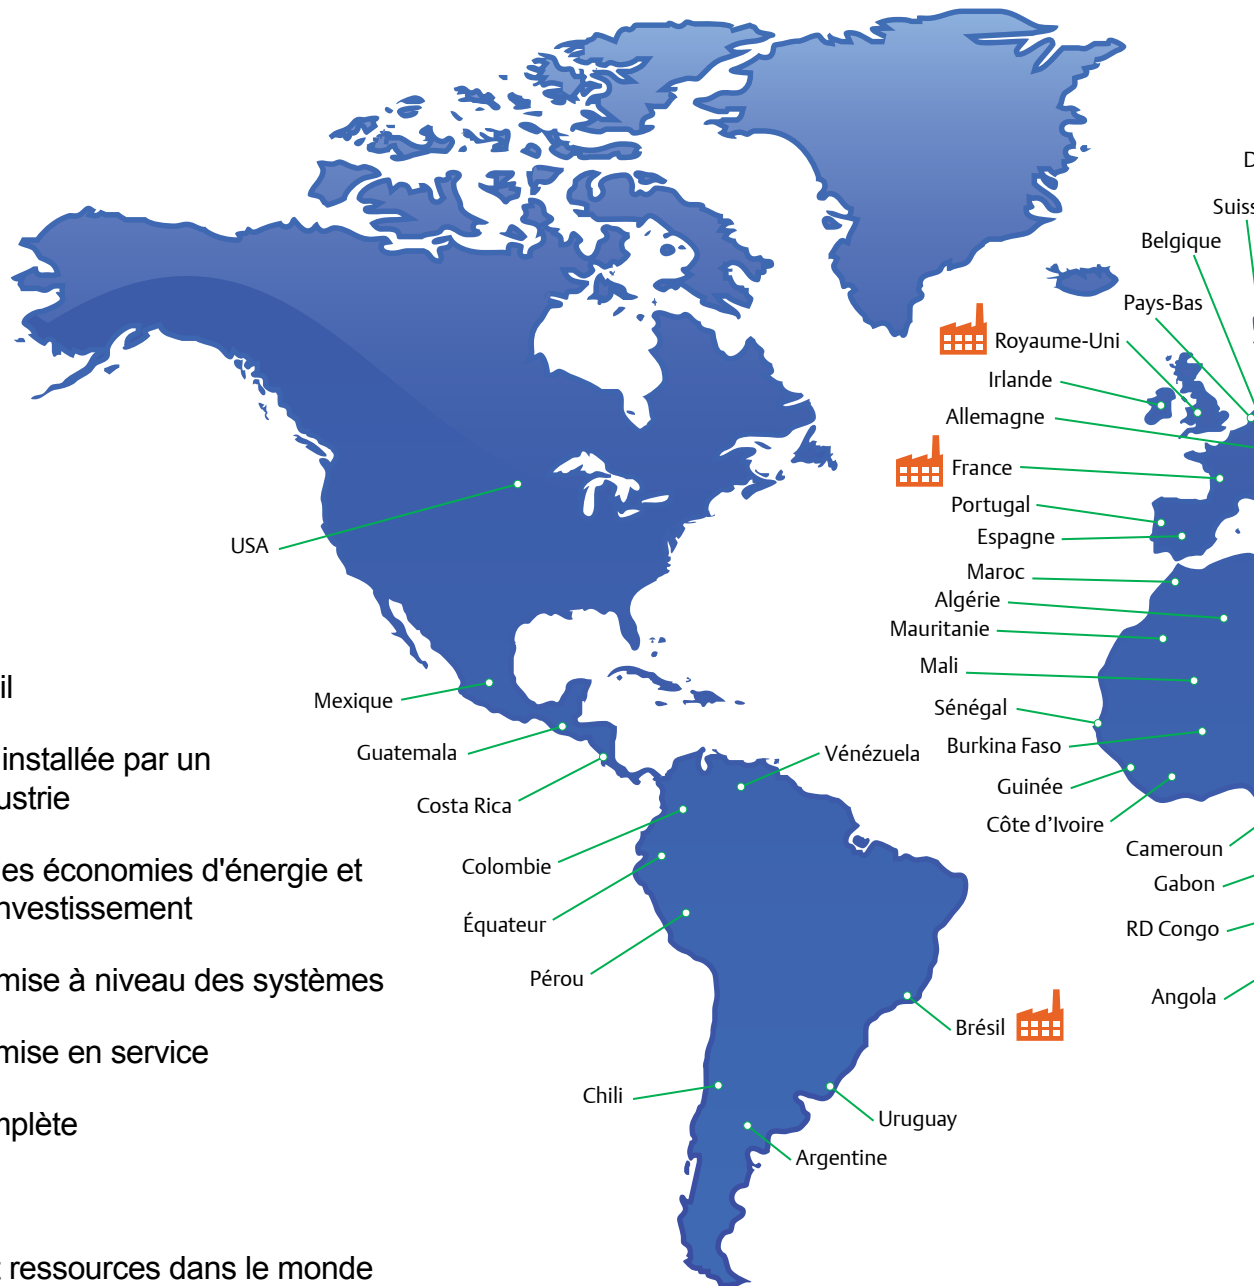 D
Suiss
Belgique
Pays-Bas
Royaume-Uni
Irlande
Allemagne
France
Portugal
Espagne
USA
Maroc
Algérie
Mauritanie
Mali
Sénégal
Burkina Faso
Guinée
Côte d’Ivoire
Cameroun
Gabon
RD Congo
Angola
Mexique
Guatemala
Costa Rica
Vénézuela
Colombie
Équateur
Pérou
Brésil
Chili
Uruguay
Argentine
il
installée par un
ustrie
es économies d'énergie et
nvestissement
mise à niveau des systèmes
mise en service
mplète
t ressources dans le monde